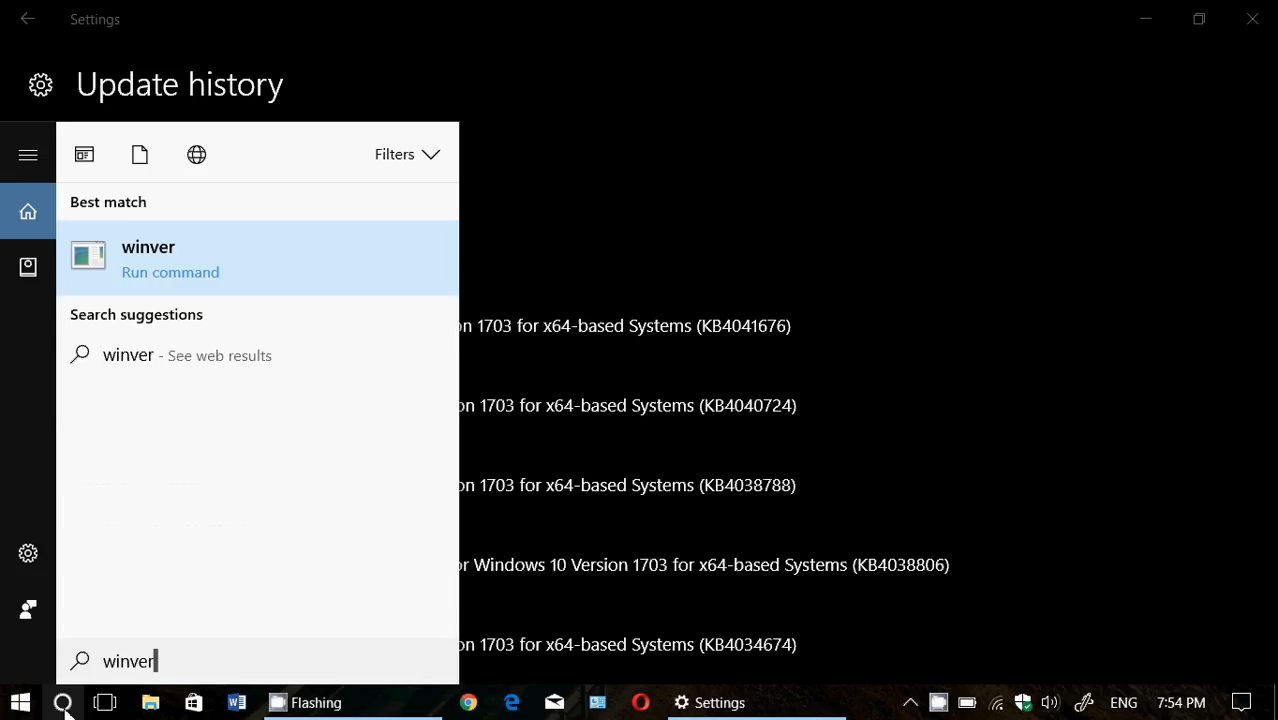 Settings
Update history
Filters
Best match
winver
Run command
Search suggestions
winver - See web results
on 1703 for x64-based Systems (KB4041676)
on 1703 for x64-based Systems (KB4040724)
on 1703 for x64-based Systems (KB4038788)
or Windows 10 Version 1703 for x64-based Systems (KB4038806)
on 1703 for x64-based Systems (KB4034674)
winver
Flashing
Settings
ENG
7:54 PM